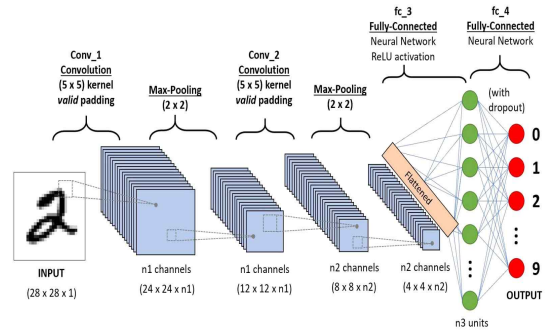 Conv_1
Convolution
(5 x 5) kernel
valid padding
Max-Pooling
(2 x 2)
Conv_2
Convolution
(5 x 5) kernel
valid padding
Max-Pooling
(2 x 2)
fc_3
Fully-Connected
Neural Network
ReLU activation
fc_4
Fully-Connected
Neural Network
(with
dropout)
0
1
2
9
Flattened
2
INPUT
(28 x 28 x 1)
n1 channels
(24 x 24 x n1)
n1 channels
(12 x 12 x n1)
n2 channels
(8 x 8 x n2)
n2 channels
(4 x 4 x n2)
n3 units
OUTPUT